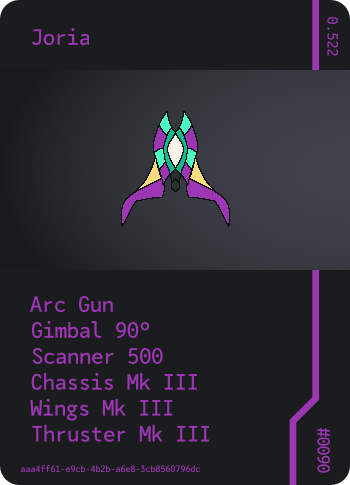 Joria
0.522
Arc Gun
Gimbal 90°
Scanner 500
Chassis Mk III
Wings Mk III
Thruster Mk III
#0090
aaa4ff61-e9cb-4b2b-a6e8-3cb0560796dc